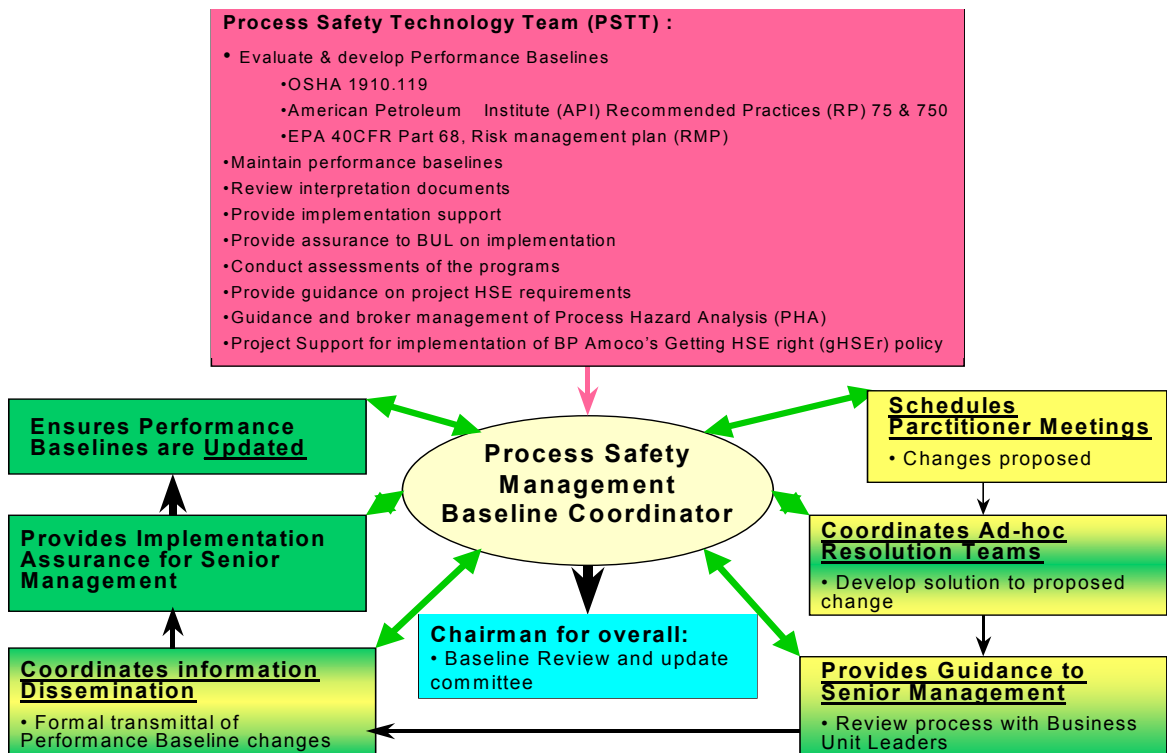 Process Safety Technology Team (PSTT) :
• Evaluate & develop Performance Baselines
•OSHA 1910.119
•American Petroleum Institute (API) Recommended Practices (RP) 75 & 750
•EPA 40CFR Part 68, Risk management plan (RMP)
•Maintain performance baselines
•Review interpretation documents
•Provide implementation support
•Provide assurance to BUL on implementation
•Conduct assessments of the programs
•Provide guidance on project HSE requirements
•Guidance and broker management of Process Hazard Analysis (PHA)
•Project Support for implementation of BP Amoco's Getting HSE right (gHSEr) policy
Ensures Performance
Baselines are Updated
Provides Implementation
Assurance for Senior
Management
Coordinates information
Dissemination
• Formal transmittal of
Performance Baseline changes
Process Safety
Management
Baseline Coordinator
Chairman for overall:
• Baseline Review and update
committee
Schedules
Parctitioner Meetings
• Changes proposed
Coordinates Ad-hoc
Resolution Teams
• Develop solution to proposed
change
Provides Guidance to
Senior Management
• Review process with Business
Unit Leaders